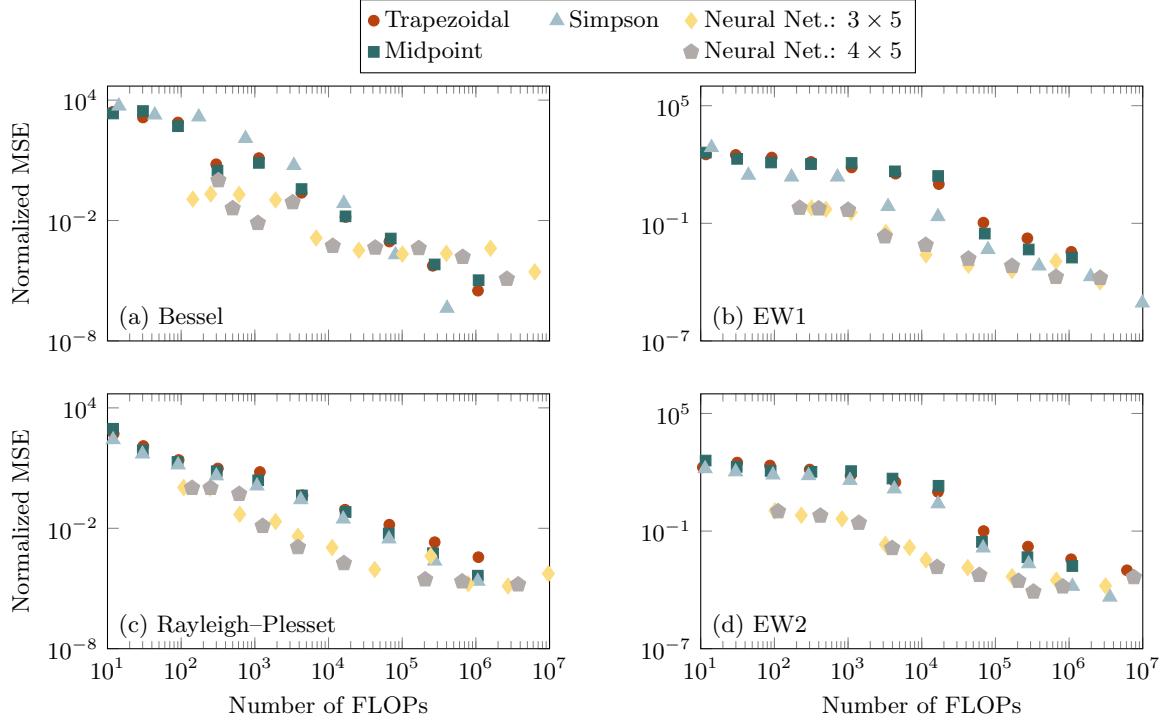 Trapezoidal Simpson Neural Net.: 3 × 5
Midpoint Neural Net.: 4 × 5
Normalized MSE
10^4
10^−2
10^−8
(a) Bessel
10^5
10^−1
10^−7
(b) EW1
Normalized MSE
10^4
10^−2
10^−8
(c) Rayleigh–Plesset
10^1 10^2 10^3 10^4 10^5 10^6 10^7
Number of FLOPs
10^5
10^−1
10^−7
(d) EW2
10^1 10^2 10^3 10^4 10^5 10^6 10^7
Number of FLOPs